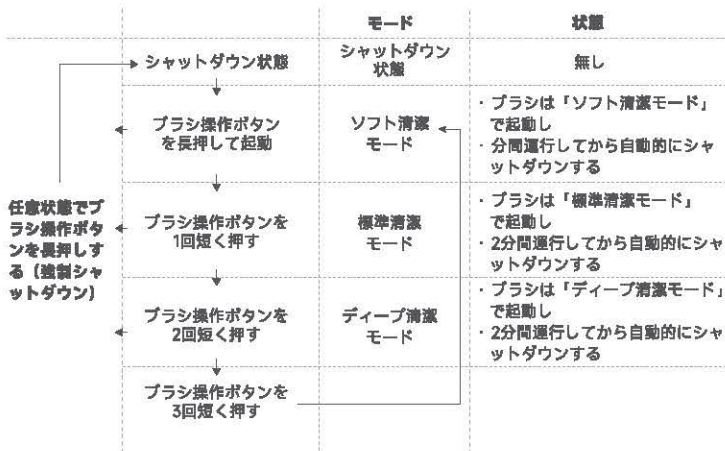 モード
状態
シャットダウン状態
シャットダウン
状態
無し
ブラシ操作ボタン
を長押して起動
ソフト清潔
モード
・ブラシは「ソフト清潔モード」
で起動し
・分間運行してから自動的にシャ
ットダウンする
任意状態でブ
ラシ操作ボタ
ンを長押しす
る（強制シャ
ットダウン）
ブラシ操作ボタンを
1回短く押す
標準清潔
モード
・ブラシは「標準清潔モード」
で起動し
・2分間運行してから自動的にシャ
ットダウンする
ブラシ操作ボタンを
2回短く押す
ディープ清潔
モード
・ブラシは「ディープ清潔モード」
で起動し
・2分間運行してから自動的にシャ
ットダウンする
ブラシ操作ボタンを
3回短く押す